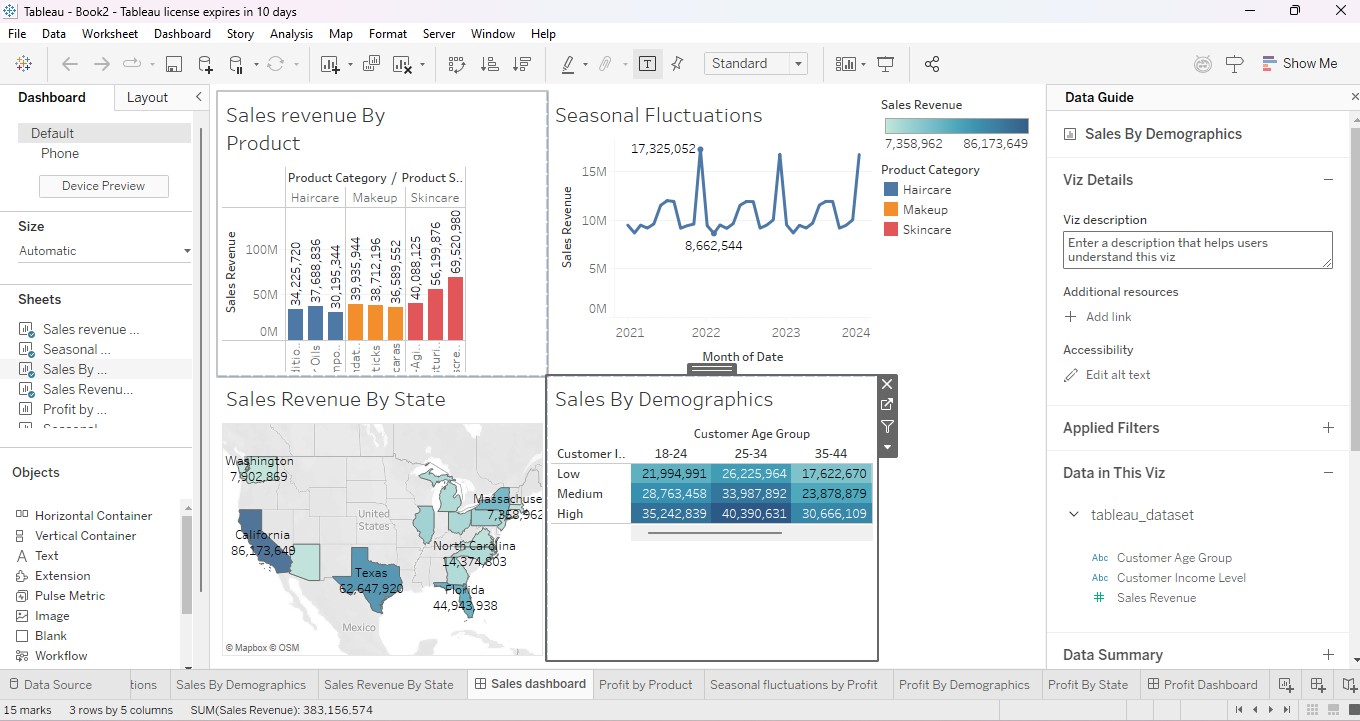 Tableau - Book2 - Tableau license expires in 10 days
File Data Worksheet Dashboard Story Analysis Map Format Server Window Help
Standard
Show Me
Dashboard Layout
Default
Phone
Device Preview
Size
Automatic
Sheets
Sales revenue ...
Seasonal ...
Sales By ...
Sales Revenu...
Profit by ...
Objects
Horizontal Container
Vertical Container
Text
Extension
Pulse Metric
Image
Blank
Workflow
Sales revenue By
Product
Product Category / Product S..
Haircare Makeup Skincare
Sales Revenue
100M
50M
0M
34,225,720
37,688,836
30,195,344
39,935,944
38,712,196
36,589,552
40,088,125
56,199,876
69,520,980
ditio..
r Oils
mpo..
ndat..
sticks
caras
-Agi..
sturi..
scre..
Seasonal Fluctuations
Sales Revenue
17,325,052
15M
10M
8,662,544
5M
0M
2021 2022 2023 2024
Month of Date
Sales Revenue
7,358,962 86,173,649
Product Category
Haircare
Makeup
Skincare
Sales Revenue By State
Washington
7,902,869
United
States
Massachuse
7,358,962
California
86,173,649
North Carolina
14,374,803
Texas
62,647,920
Florida
44,943,938
Mexico
© Mapbox © OSM
Sales By Demographics
Customer Age Group
Customer I.. 18-24 25-34 35-44
Low 21,994,991 26,225,964 17,622,670
Medium 28,763,458 33,987,892 23,878,879
High 35,242,839 40,390,631 30,666,109
Data Guide
Sales By Demographics
Viz Details
Viz description
Enter a description that helps users
understand this viz
Additional resources
Add link
Accessibility
Edit alt text
Applied Filters
Data in This Viz
tableau_dataset
Abc Customer Age Group
Abc Customer Income Level
# Sales Revenue
Data Summary
Data Source tions Sales By Demographics Sales Revenue By State Sales dashboard Profit by Product Seasonal fluctuations by Profit Profit By Demographics Profit By State Profit Dashboard
15 marks 3 rows by 5 columns SUM(Sales Revenue): 383,156,574